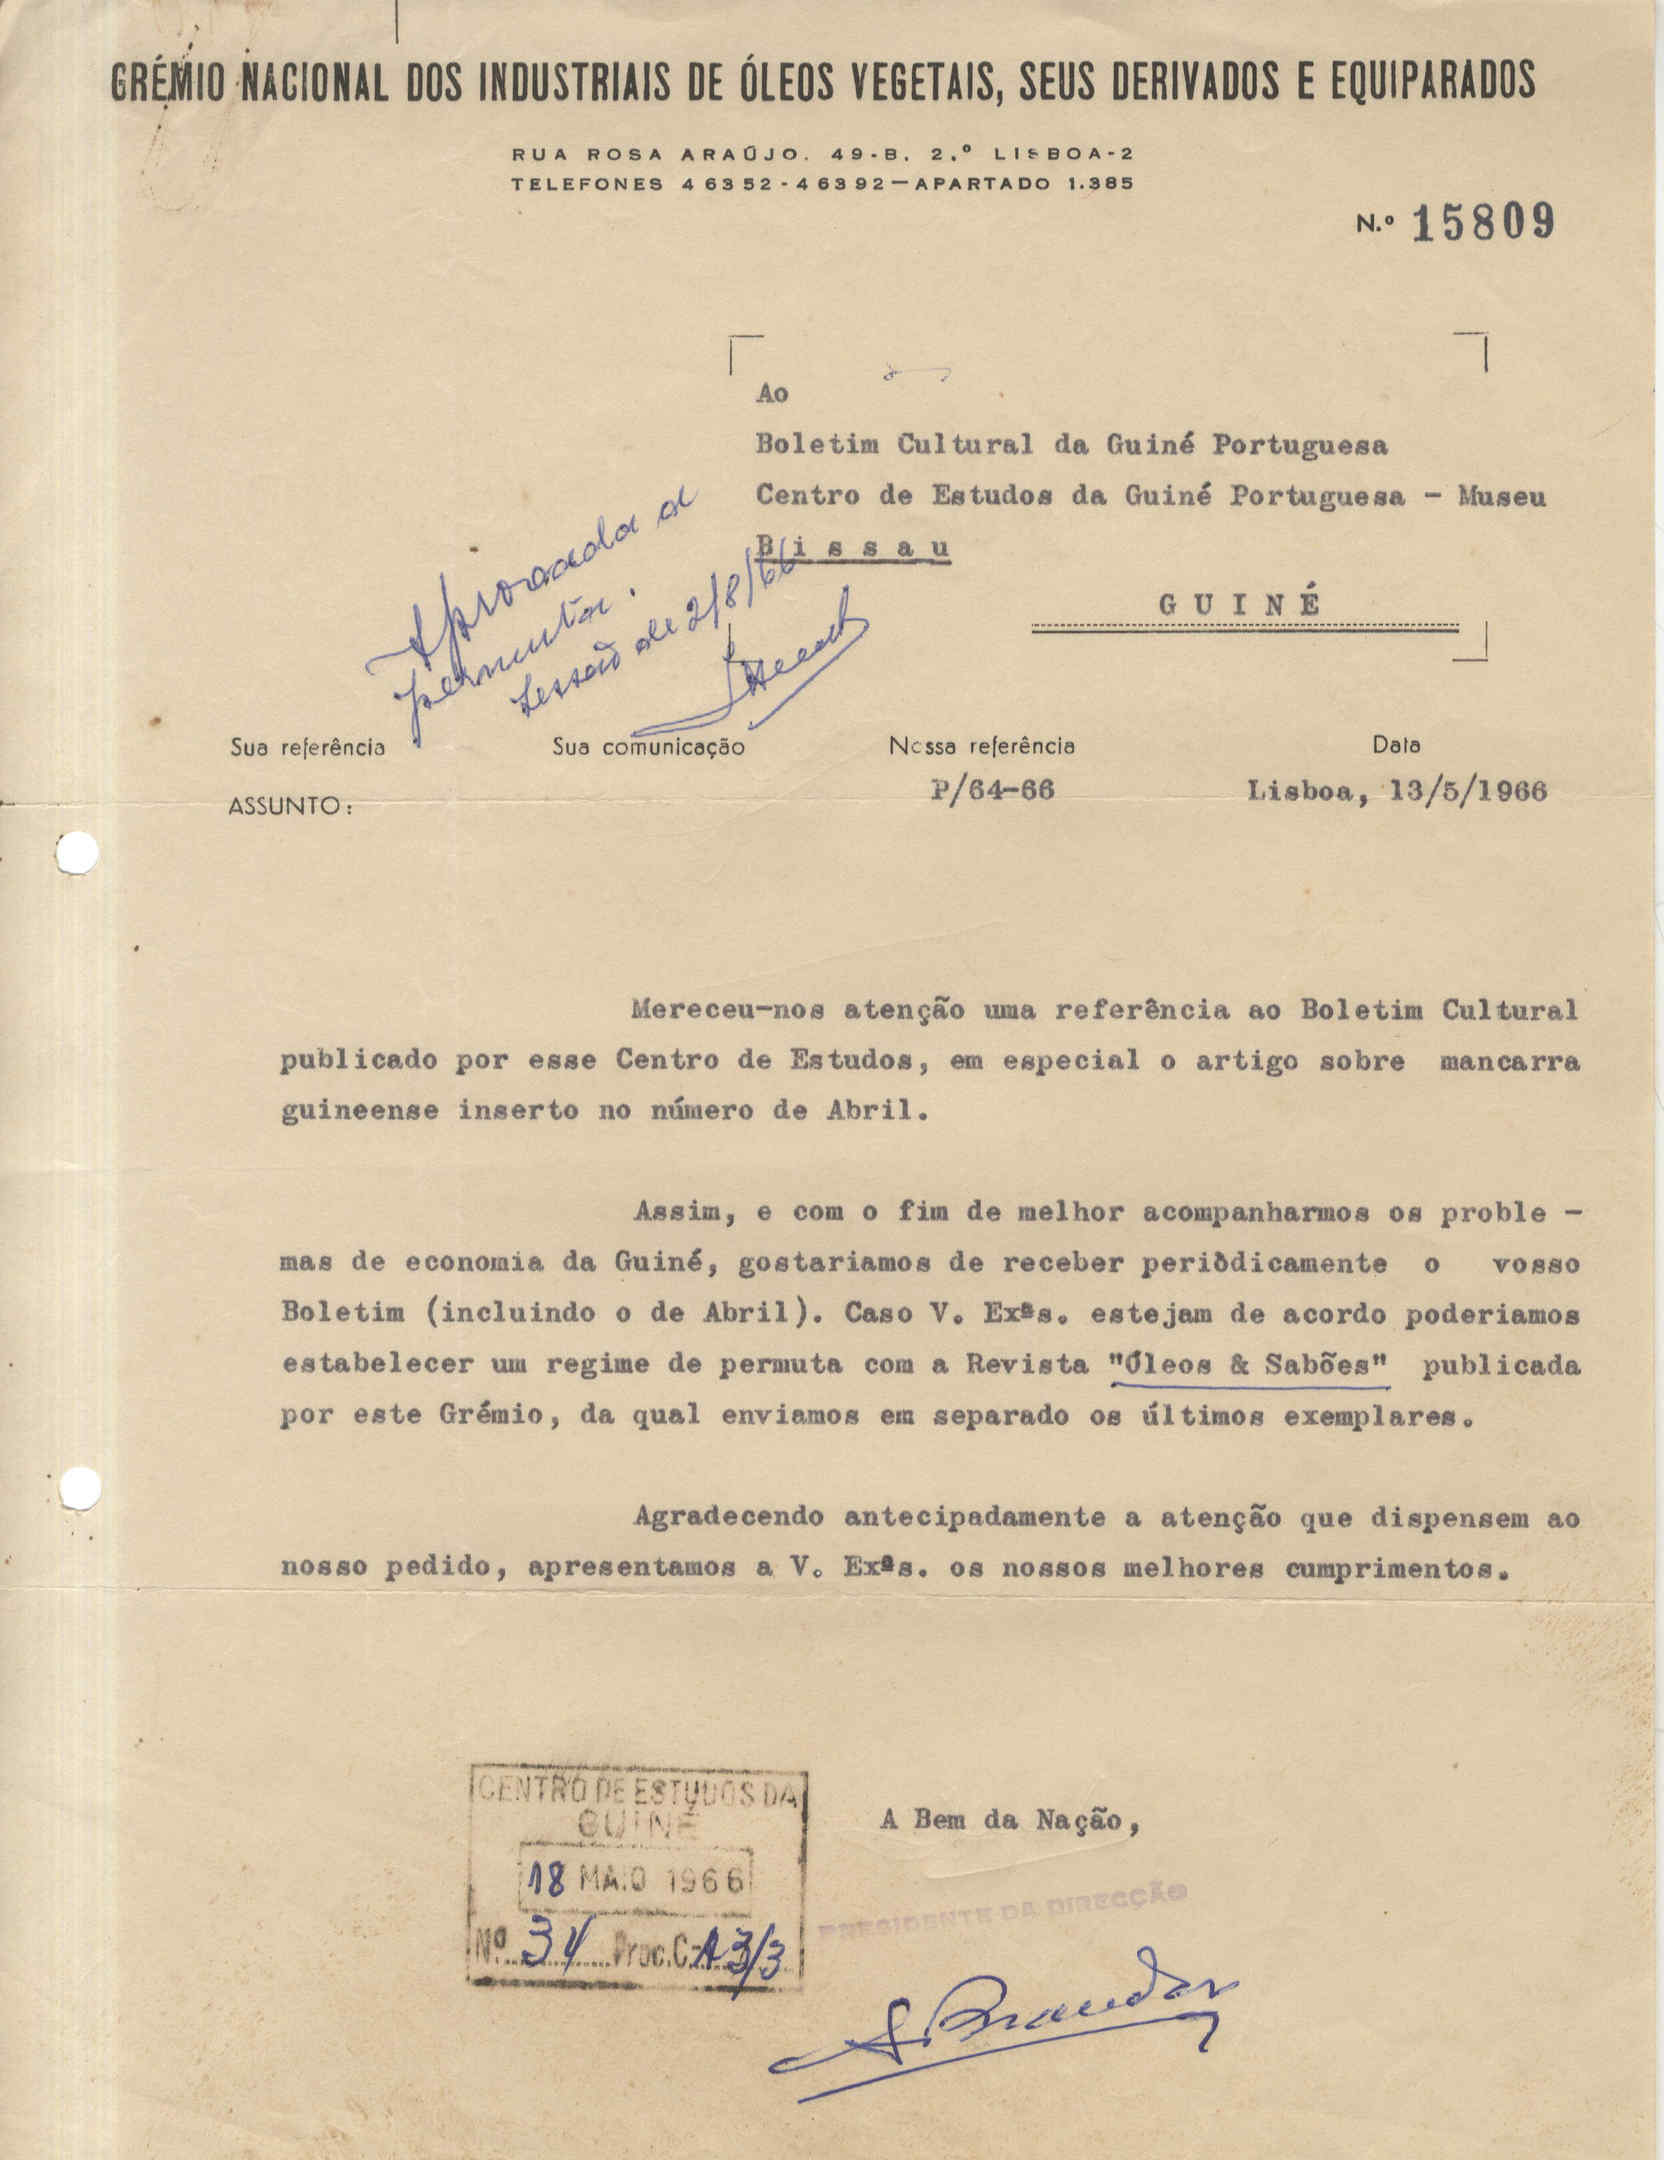 GRÉMIO NACIONAL DOS INDUSTRIAIS DE ÓLEOS VEGETAIS, SEUS DERIVADOS E EQUIPARADOS
RUA ROSA ARAÚJO, 49-B, 2.º LISBOA-2
TELEFONES 46352-46392—APARTADO 1.385
N.º 15809
Ao
Boletim Cultural da Guiné Portuguesa
Centro de Estudos da Guiné Portuguesa - Museu
B i s s a u
G U I N É
Aprovada a
permuta.
Sessão de 2/8/66
Sua referência Sua comunicação Nossa referência Data
P/64-66 Lisboa, 13/5/1966
ASSUNTO:
Mereceu-nos atenção uma referência ao Boletim Cultural
publicado por esse Centro de Estudos, em especial o artigo sobre mancarra
guineense inserto no número de Abril.
Assim, e com o fim de melhor acompanharmos os proble -
mas de economia da Guiné, gostariamos de receber periòdicamente o vosso
Boletim (incluindo o de Abril). Caso V. Exªs. estejam de acordo poderiamos
estabelecer um regime de permuta com a Revista "Óleos & Sabões" publicada
por este Grémio, da qual enviamos em separado os últimos exemplares.
Agradecendo antecipadamente a atenção que dispensem ao
nosso pedido, apresentamos a V. Exªs. os nossos melhores cumprimentos.
A Bem da Nação,
PRESIDENTE DA DIRECÇÃO
CENTRO DE ESTUDOS DA
GUINÉ
18 MAIO 1966
Nº 34 Proc. C. A3/3